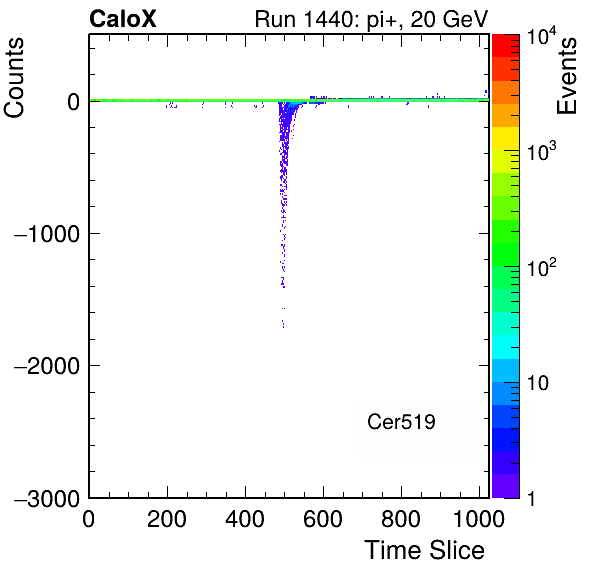 CaloX Run 1440: pi+, 20 GeV
Counts
Events
0
−1000
−2000
−3000
0 200 400 600 800 1000
Time Slice
Cer519
10⁴
10³
10²
10
1